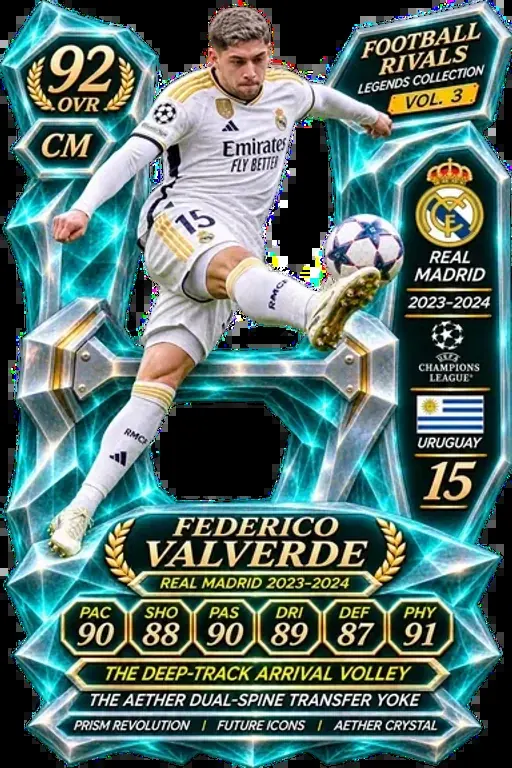 92
OVR
CM
FOOTBALL
RIVALS
LEGENDS COLLECTION
VOL. 3
Emirates
FLY BETTER
15
RMCF
RMCF
REAL
MADRID
2023–2024
UEFA
CHAMPIONS
LEAGUE
URUGUAY
15
FEDERICO
VALVERDE
REAL MADRID 2023–2024
PAC SHO PAS DRI DEF PHY
90 88 90 89 87 91
THE DEEP-TRACK ARRIVAL VOLLEY
THE AETHER DUAL-SPINE TRANSFER YOKE
PRISM REVOLUTION | FUTURE ICONS | AETHER CRYSTAL